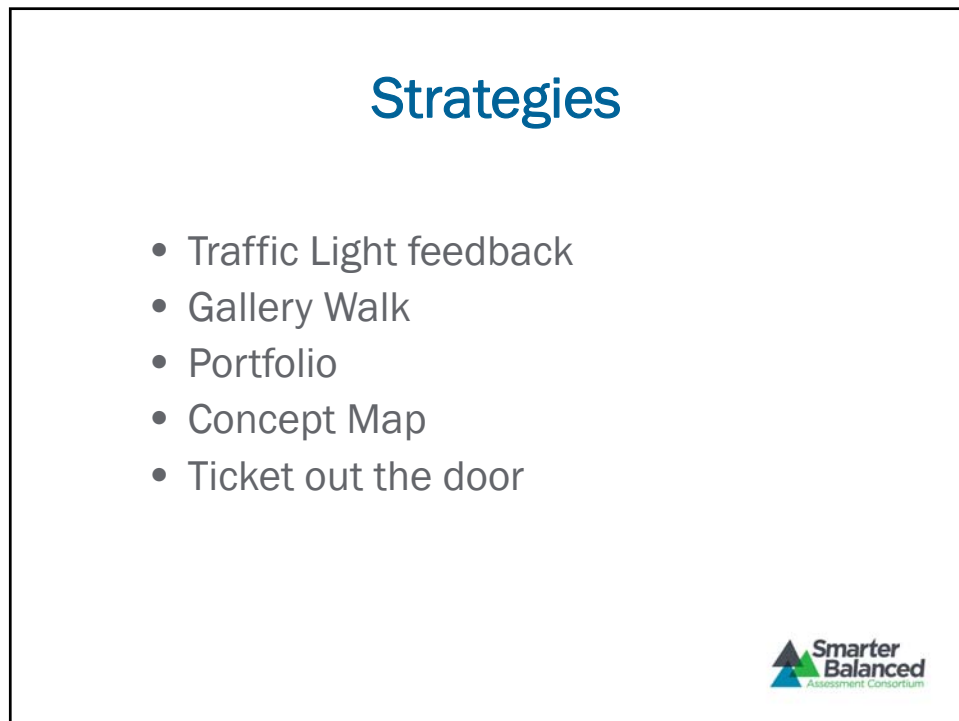 Strategies
• Traffic Light feedback
• Gallery Walk
• Portfolio
• Concept Map
• Ticket out the door
Smarter
Balanced
Assessment Consortium